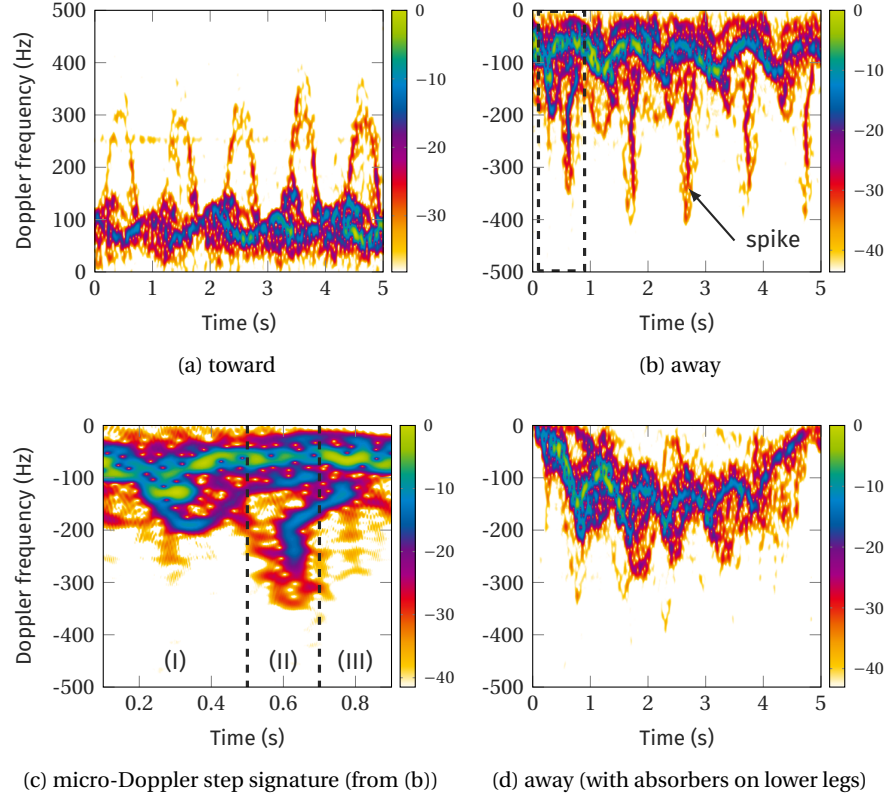 500
400
300
200
100
0
Doppler frequency (Hz)
0 1 2 3 4 5
Time (s)
0
−10
−20
−30
(a) toward
0
-100
-200
-300
-400
-500
spike
0 1 2 3 4 5
Time (s)
0
−10
−20
−30
−40
(b) away
0
-100
-200
-300
-400
-500
Doppler frequency (Hz)
(I) (II) (III)
0.2 0.4 0.6 0.8
Time (s)
0
−10
−20
−30
−40
(c) micro-Doppler step signature (from (b))
0
-100
-200
-300
-400
-500
0 1 2 3 4 5
Time (s)
0
−10
−20
−30
−40
(d) away (with absorbers on lower legs)